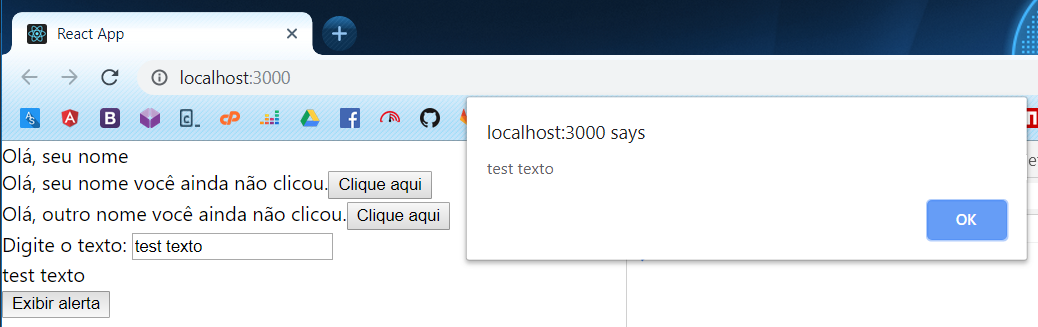 React App
localhost:3000
localhost:3000 says
test texto
OK
Olá, seu nome
Olá, seu nome você ainda não clicou. Clique aqui
Olá, outro nome você ainda não clicou. Clique aqui
Digite o texto: test texto
test texto
Exibir alerta